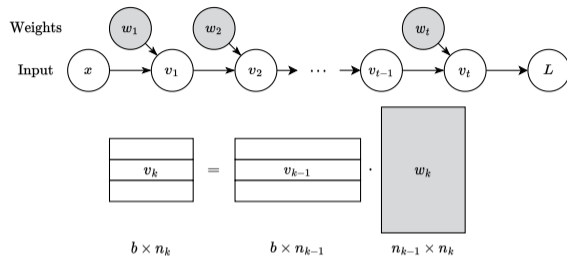 Weights w₁ w₂ wₜ
Input x v₁ v₂ ⋯ vₜ₋₁ vₜ L
vₖ = vₖ₋₁ · wₖ
b × nₖ b × nₖ₋₁ nₖ₋₁ × nₖ